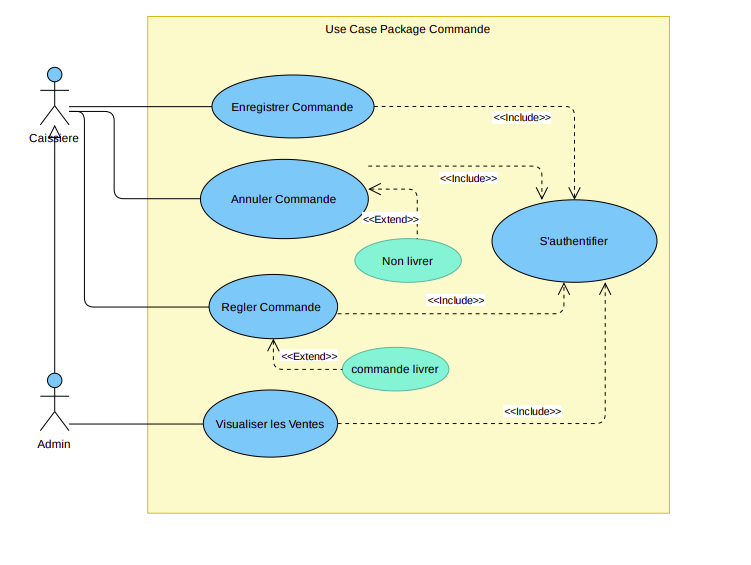 Use Case Package Commande
Caissiere
Enregistrer Commande
<<Include>>
Annuler Commande
<<Include>>
<<Extend>>
S'authentifier
Non livrer
Regler Commande
<<Include>>
<<Extend>>
commande livrer
Admin
Visualiser les Ventes
<<Include>>